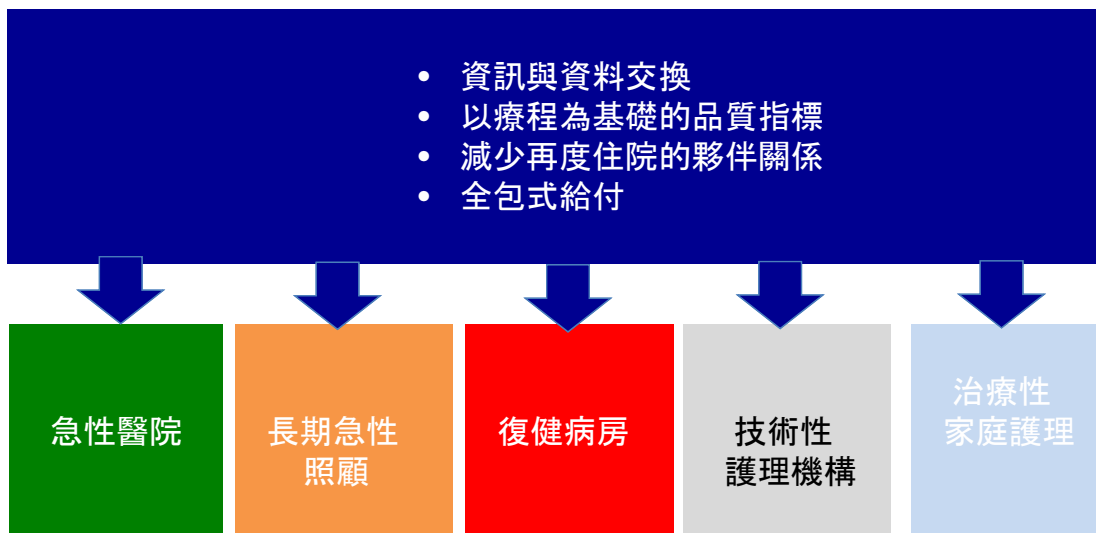 • 資訊與資料交換
• 以療程為基礎的品質指標
• 減少再度住院的夥伴關係
• 全包式給付
急性醫院
長期急性
照顧
復健病房
技術性
護理機構
治療性
家庭護理